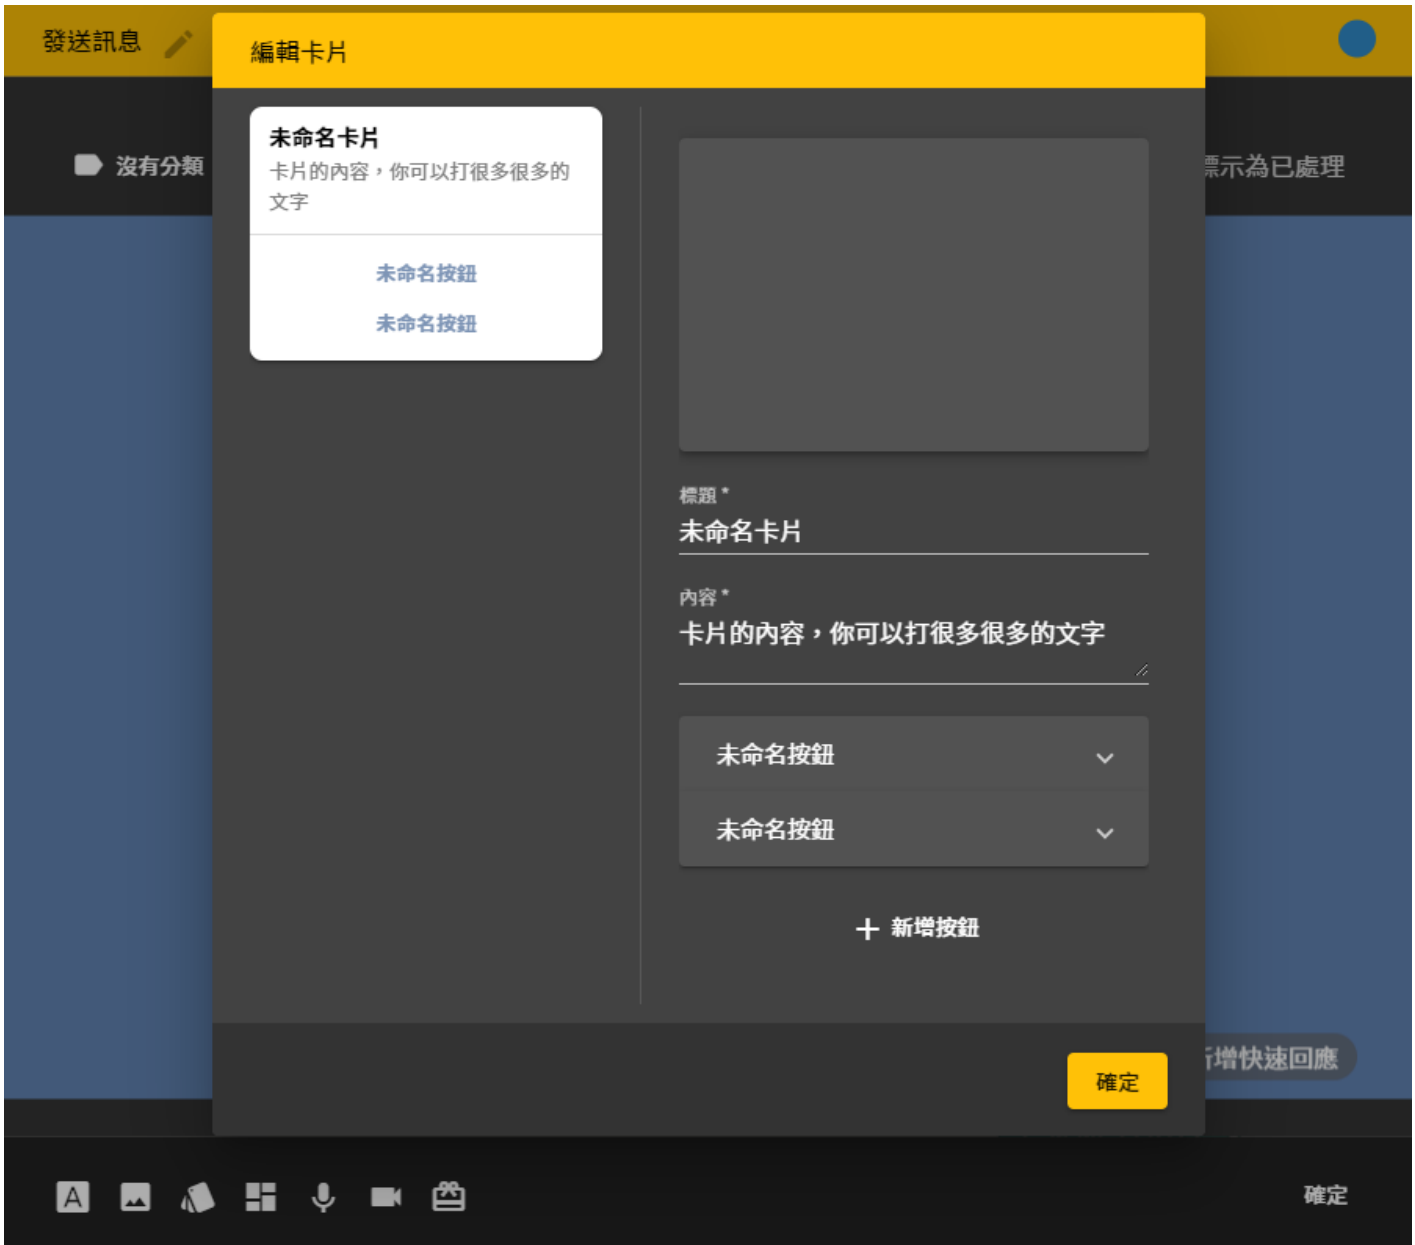 發送訊息
編輯卡片
沒有分類
標示為已處理
未命名卡片
卡片的內容，你可以打很多很多的
文字
未命名按鈕
未命名按鈕
標題 *
未命名卡片
內容 *
卡片的內容，你可以打很多很多的文字
未命名按鈕
未命名按鈕
新增按鈕
新增快速回應
確定
A
確定